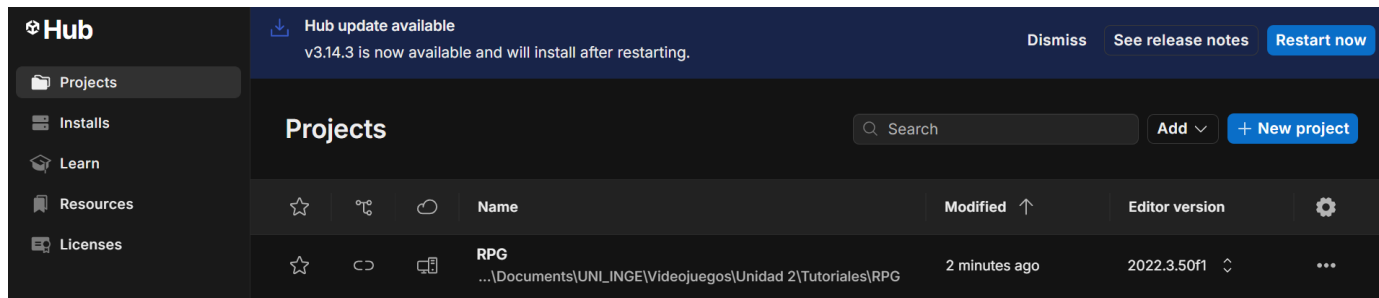 Hub
Projects
Installs
Learn
Resources
Licenses
Hub update available
v3.14.3 is now available and will install after restarting.
Dismiss
See release notes
Restart now
Projects
Search
Add
+ New project
Name
Modified ↑
Editor version
RPG
...\Documents\UNI_INGE\Videojuegos\Unidad 2\Tutoriales\RPG
2 minutes ago
2022.3.50f1